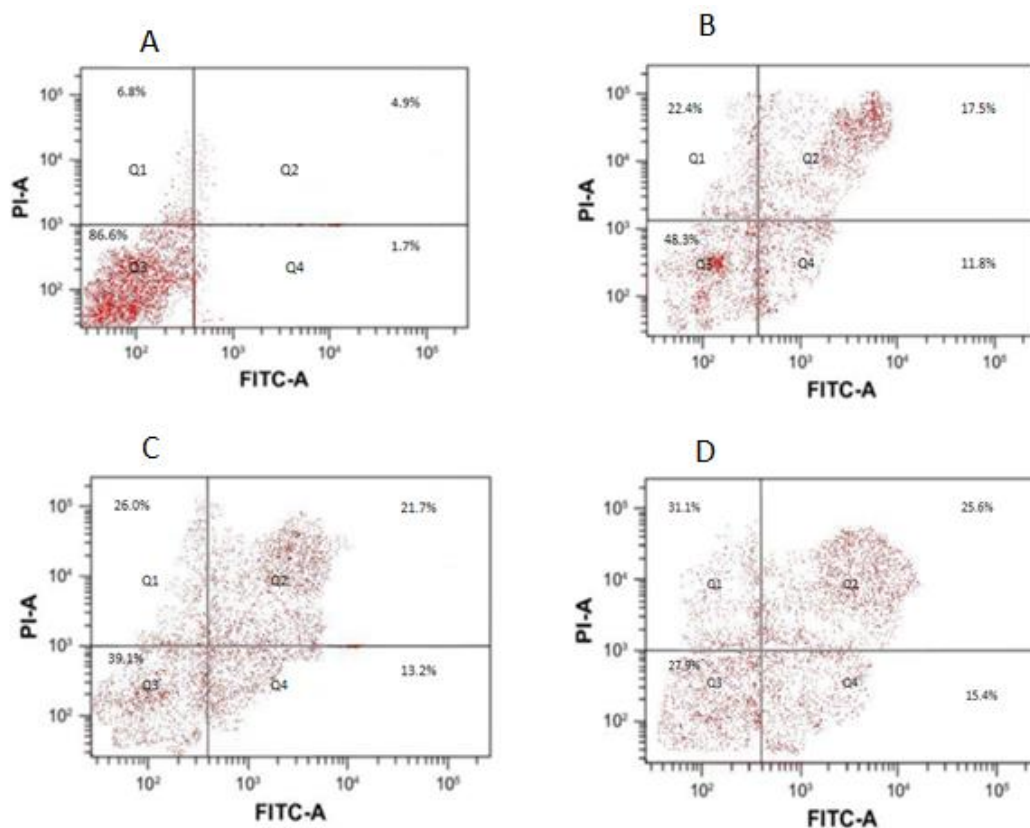 A
6.8%
4.9%
10⁵
10⁴
Q1
Q2
PI-A
10³
86.6%
1.7%
Q3
Q4
10²
10² 10³ 10⁴ 10⁵
FITC-A
B
22.4%
17.5%
10⁵
10⁴
Q1
Q2
PI-A
10³
48.3%
11.8%
Q3
Q4
10²
10² 10³ 10⁴ 10⁵
FITC-A
C
26.0%
21.7%
10⁵
10⁴
Q1
Q2
PI-A
10³
39.1%
13.2%
Q3
Q4
10²
10² 10³ 10⁴ 10⁵
FITC-A
D
31.1%
25.6%
10⁵
10⁴
Q1
Q2
PI-A
10³
27.9%
15.4%
Q3
Q4
10²
10² 10³ 10⁴ 10⁵
FITC-A